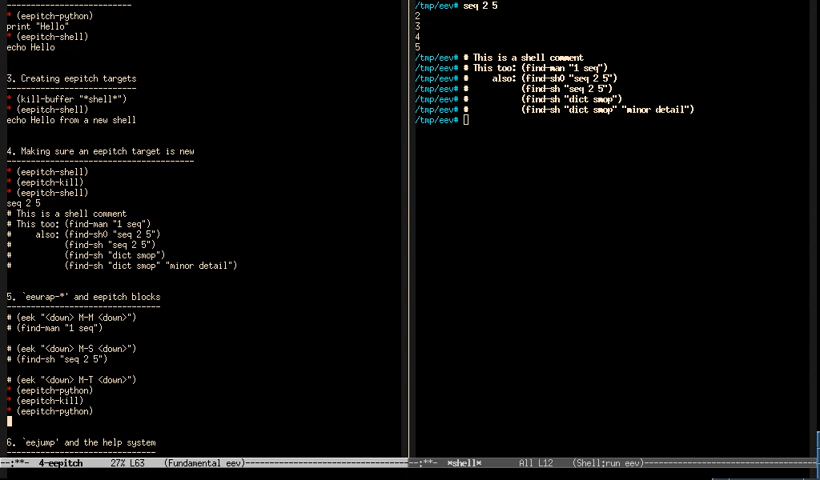 * (eepitch-python)
print "Hello"
* (eepitch-shell)
echo Hello
3. Creating eepitch targets
* (kill-buffer "*shell*")
* (eepitch-shell)
echo Hello from a new shell
4. Making sure an eepitch target is new
* (eepitch-shell)
* (eepitch-kill)
* (eepitch-shell)
seq 2 5
# This is a shell comment
# This too: (find-man "1 seq")
# also: (find-sh0 "seq 2 5")
# (find-sh "seq 2 5")
# (find-sh "dict smop")
# (find-sh "dict smop" "minor detail")
5. `eewrap-*' and eepitch blocks
# (eek "<down> M-M <down>")
# (find-man "1 seq")
# (eek "<down> M-S <down>")
# (find-sh "seq 2 5")
# (eek "<down> M-T <down>")
* (eepitch-python)
* (eepitch-kill)
* (eepitch-python)
6. `eejump' and the help system
--:**- 4-eepitch 27% L63 (Fundamental eev)
/tmp/eev# seq 2 5
2
3
4
5
/tmp/eev# # This is a shell comment
/tmp/eev# # This too: (find-man "1 seq")
/tmp/eev# # also: (find-sh0 "seq 2 5")
/tmp/eev# # (find-sh "seq 2 5")
/tmp/eev# # (find-sh "dict smop")
/tmp/eev# # (find-sh "dict smop" "minor detail")
/tmp/eev#
--:**- *shell* All L12 (Shell:run eev)